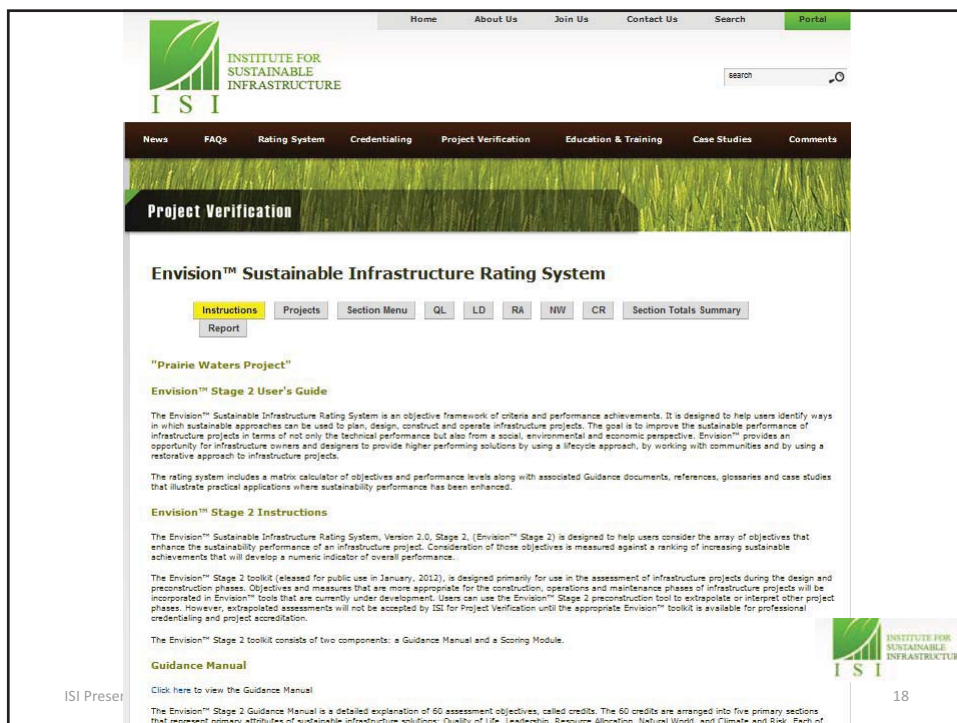 Home About Us Join Us Contact Us Search Portal
INSTITUTE FOR
SUSTAINABLE
INFRASTRUCTURE
I S I
search
News FAQs Rating System Credentialing Project Verification Education & Training Case Studies Comments
Project Verification
Envision™ Sustainable Infrastructure Rating System
Instructions Projects Section Menu QL LD RA NW CR Section Totals Summary
Report
"Prairie Waters Project"
Envision™ Stage 2 User's Guide
The Envision™ Sustainable Infrastructure Rating System is an objective framework of criteria and performance achievements. It is designed to help users identify ways
in which sustainable approaches can be used to plan, design, construct and operate infrastructure projects. The goal is to improve the sustainable performance of
infrastructure projects in terms of not only the technical performance but also from a social, environmental and economic perspective. Envision™ provides an
opportunity for infrastructure owners and designers to provide higher performing solutions by using a lifecycle approach, by working with communities and by using a
restorative approach to infrastructure projects.
The rating system includes a matrix calculator of objectives and performance levels along with associated Guidance documents, references, glossaries and case studies
that illustrate practical applications where sustainability performance has been enhanced.
Envision™ Stage 2 Instructions
The Envision™ Sustainable Infrastructure Rating System, Version 2.0, Stage 2, (Envision™ Stage 2) is designed to help users consider the array of objectives that
enhance the sustainability performance of an infrastructure project. Consideration of those objectives is measured against a ranking of increasing sustainable
achievements that will develop a numeric indicator of overall performance.
The Envision™ Stage 2 toolkit (eleased for public use in January, 2012), is designed primarily for use in the assessment of infrastructure projects during the design and
preconstruction phases. Objectives and measures that are more appropriate for the construction, operations and maintenance phases of infrastructure projects will be
incorporated in Envision™ tools that are currently under development. Users can use the Envision™ Stage 2 preconstruction tool to extrapolate or interpret other project
phases. However, extrapolated assessments will not be accepted by ISI for Project Verification until the appropriate Envision™ toolkit is available for professional
credentialing and project accreditation.
The Envision™ Stage 2 toolkit consists of two components: a Guidance Manual and a Scoring Module.
INSTITUTE FOR
SUSTAINABLE
INFRASTRUCTUR
I S I
Guidance Manual
Click here to view the Guidance Manual
ISI Preser
18
The Envision™ Stage 2 Guidance Manual is a detailed explanation of 60 assessment objectives, called credits. The 60 credits are arranged into five primary sections
that represent primary attributes of sustainable infrastructure solutions: Quality of Life, Leadership, Resource Allocation, Natural World, and Climate and Risk. Each of